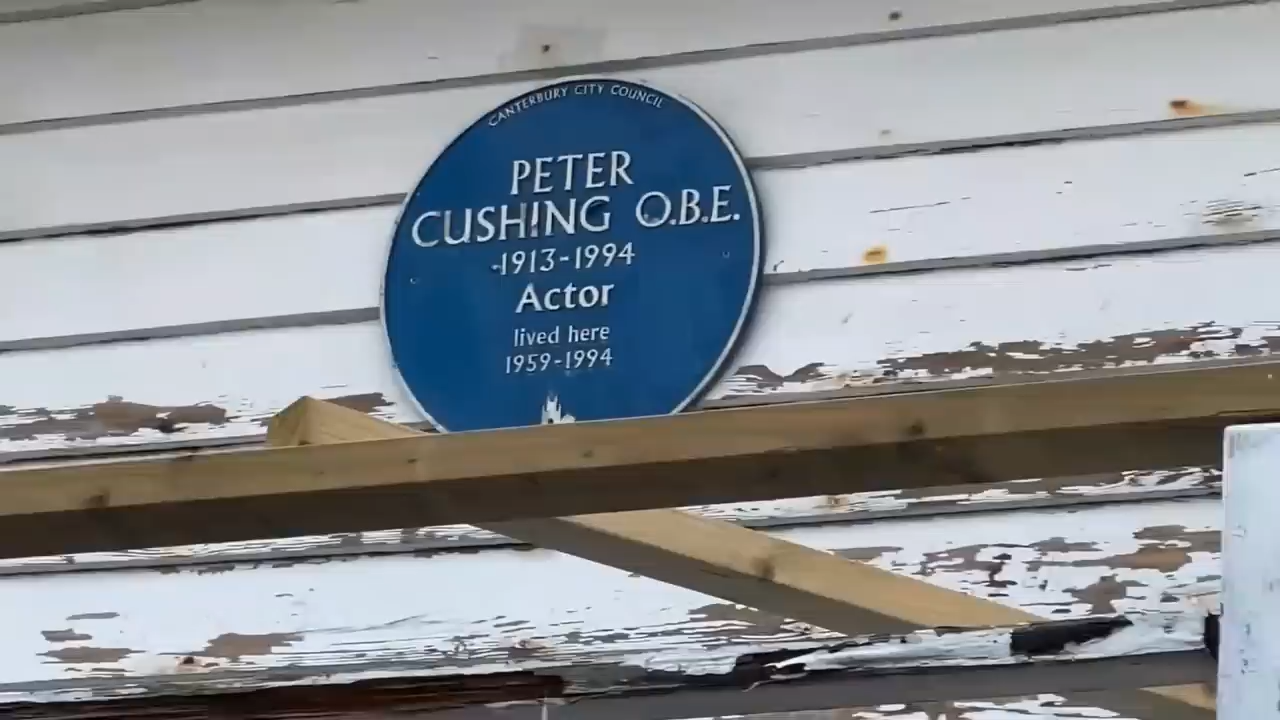 CANTERBURY CITY COUNCIL
PETER
CUSHING O.B.E.
1913-1994
Actor
lived here
1959-1994